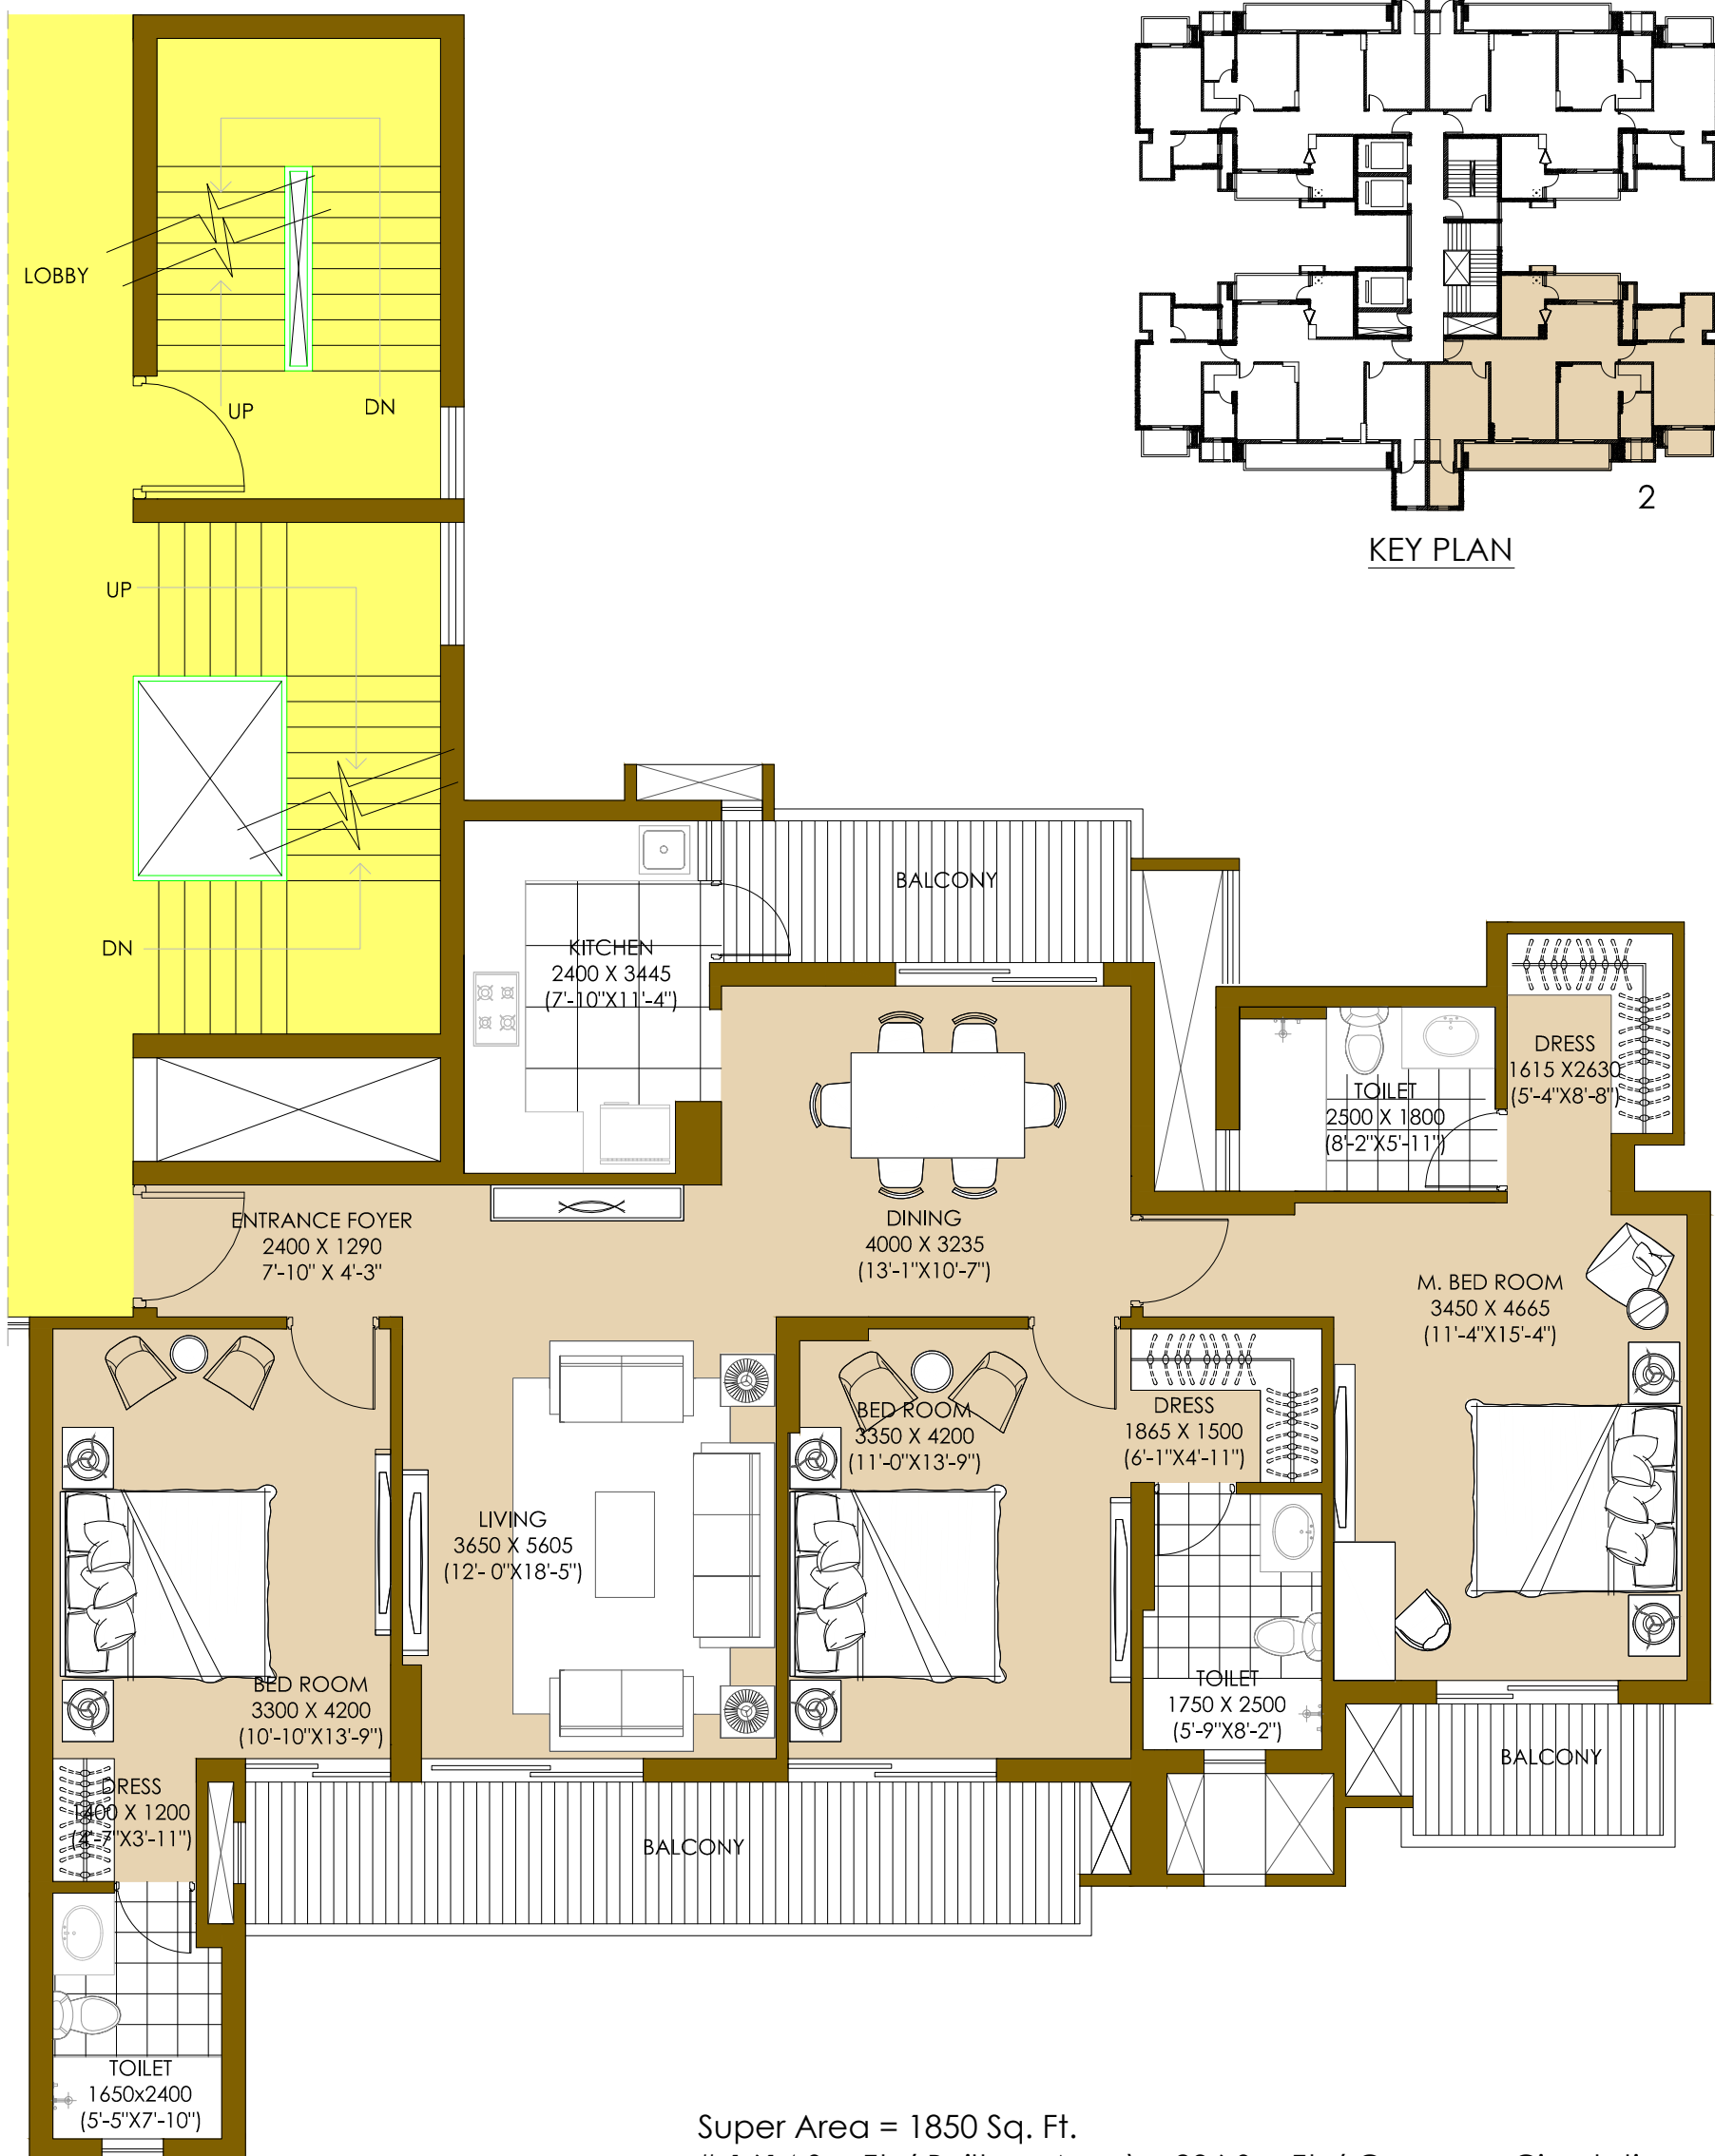 LOBBY
UP
DN
2
KEY PLAN
UP
DN
BALCONY
KITCHEN
2400 X 3445
(7'-10"X11'-4")
DRESS
1615 X2630
(5'-4"X8'-8")
TOILET
2500 X 1800
(8'-2"X5'-11")
ENTRANCE FOYER
2400 X 1290
7'-10" X 4'-3"
DINING
4000 X 3235
(13'-1"X10'-7")
M. BED ROOM
3450 X 4665
(11'-4"X15'-4")
BED ROOM
3350 X 4200
(11'-0"X13'-9")
DRESS
1865 X 1500
(6'-1"X4'-11")
LIVING
3650 X 5605
(12'- 0"X18'-5")
BED ROOM
3300 X 4200
(10'-10"X13'-9")
TOILET
1750 X 2500
(5'-9"X8'-2")
BALCONY
DRESS
1400 X 1200
(4'-7"X3'-11")
BALCONY
TOILET
1650x2400
(5'-5"X7'-10")
Super Area = 1850 Sq. Ft.